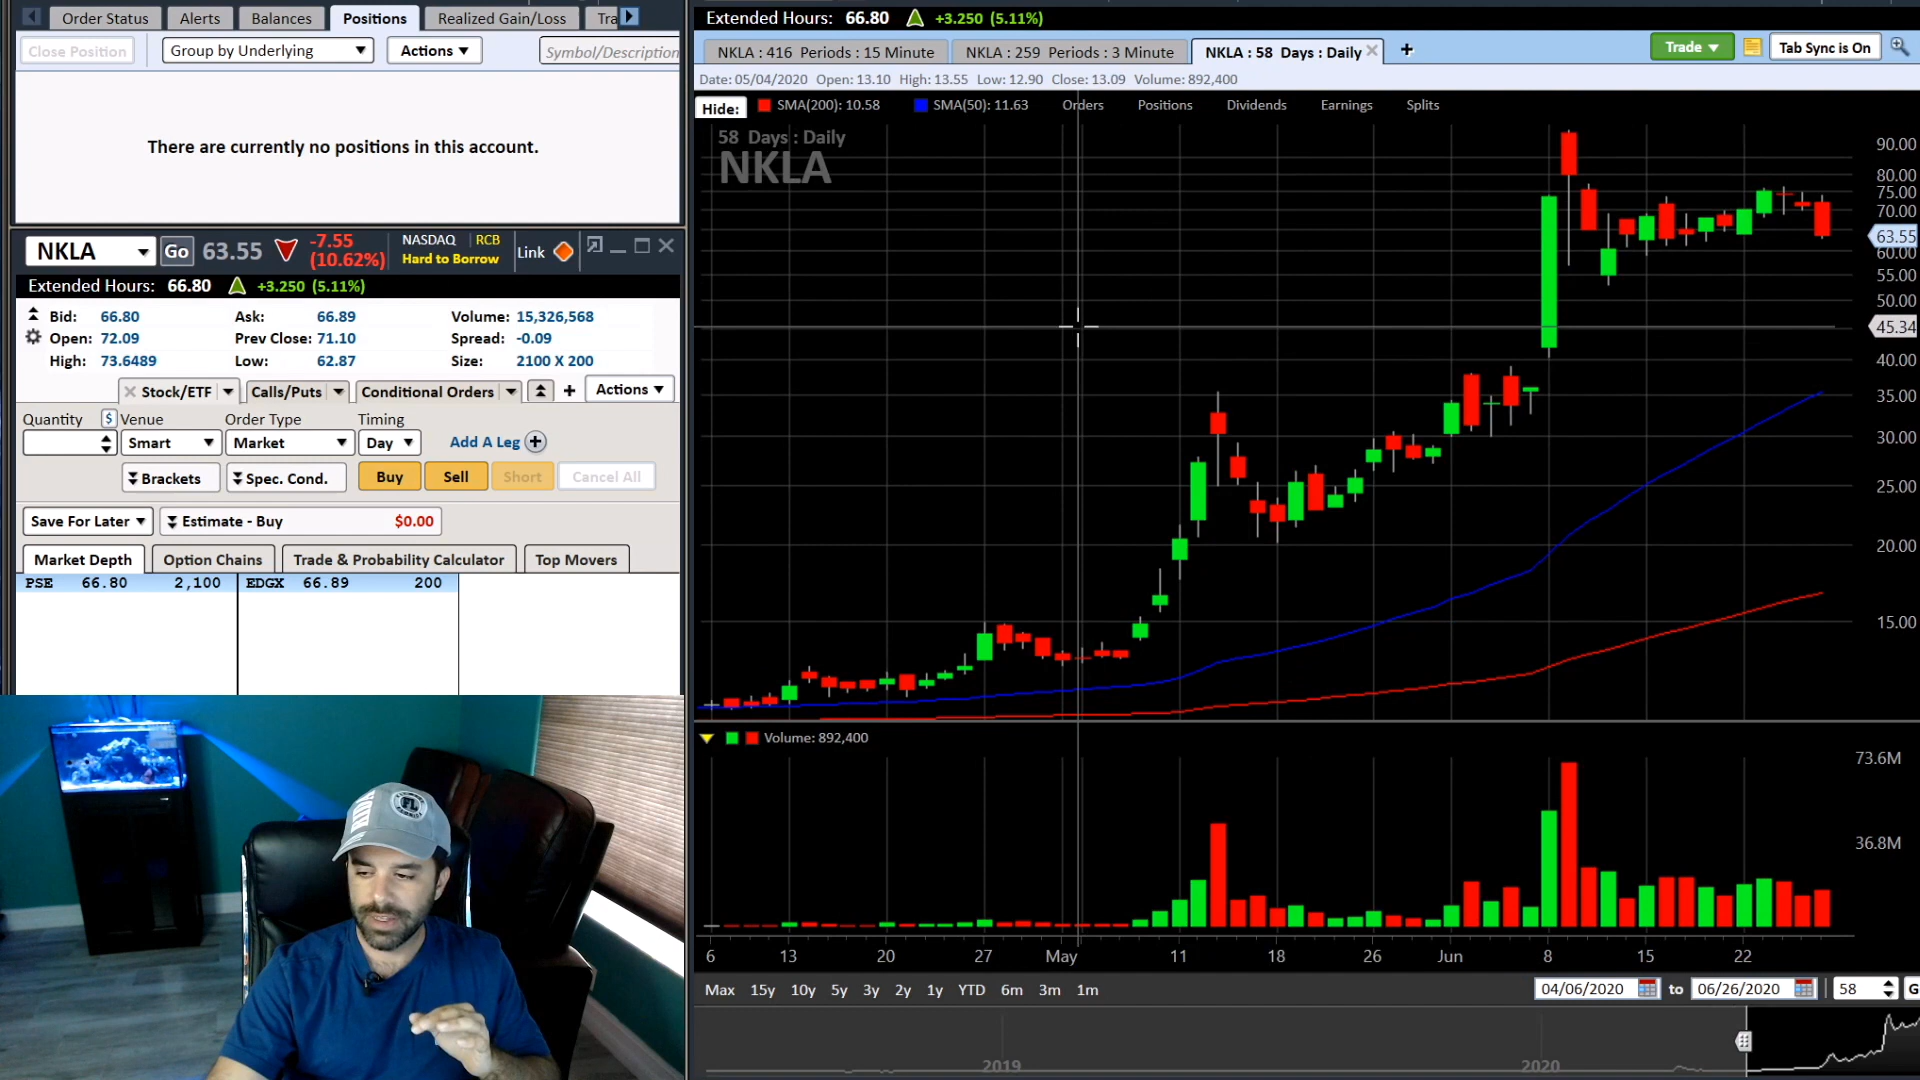 Order Status
Alerts
Balances
Positions
Realized Gain/Loss
Tra
Close Position
Group by Underlying
Actions
Symbol/Description
There are currently no positions in this account.
NKLA
Go
63.55
-7.55
(10.62%)
NASDAQ
RCB
Hard to Borrow
Link
Extended Hours: 66.80 +3.250 (5.11%)
Bid: 66.80 Ask: 66.89 Volume: 15,326,568
Open: 72.09 Prev Close: 71.10 Spread: -0.09
High: 73.6489 Low: 62.87 Size: 2100 X 200
Stock/ETF
Calls/Puts
Conditional Orders
+
Actions
Quantity $ Venue Order Type Timing
Smart
Market
Day
Add A Leg
Brackets
Spec. Cond.
Buy
Sell
Short
Cancel All
Save For Later
Estimate - Buy $0.00
Market Depth
Option Chains
Trade & Probability Calculator
Top Movers
PSE 66.80 2,100 EDGX 66.89 200
Extended Hours: 66.80 +3.250 (5.11%)
NKLA : 416 Periods : 15 Minute
NKLA : 259 Periods : 3 Minute
NKLA : 58 Days : Daily
+
Trade
Tab Sync is On
Date: 05/04/2020 Open: 13.10 High: 13.55 Low: 12.90 Close: 13.09 Volume: 892,400
Hide: SMA(200): 10.58 SMA(50): 11.63 Orders Positions Dividends Earnings Splits
58 Days : Daily
NKLA
90.00
80.00
75.00
70.00
63.55
60.00
55.00
50.00
45.34
40.00
35.00
30.00
25.00
20.00
15.00
Volume: 892,400
73.6M
36.8M
6 13 20 27 May 11 18 26 Jun 8 15 22
Max 15y 10y 5y 3y 2y 1y YTD 6m 3m 1m
04/06/2020 to 06/26/2020 58 G
2019 2020